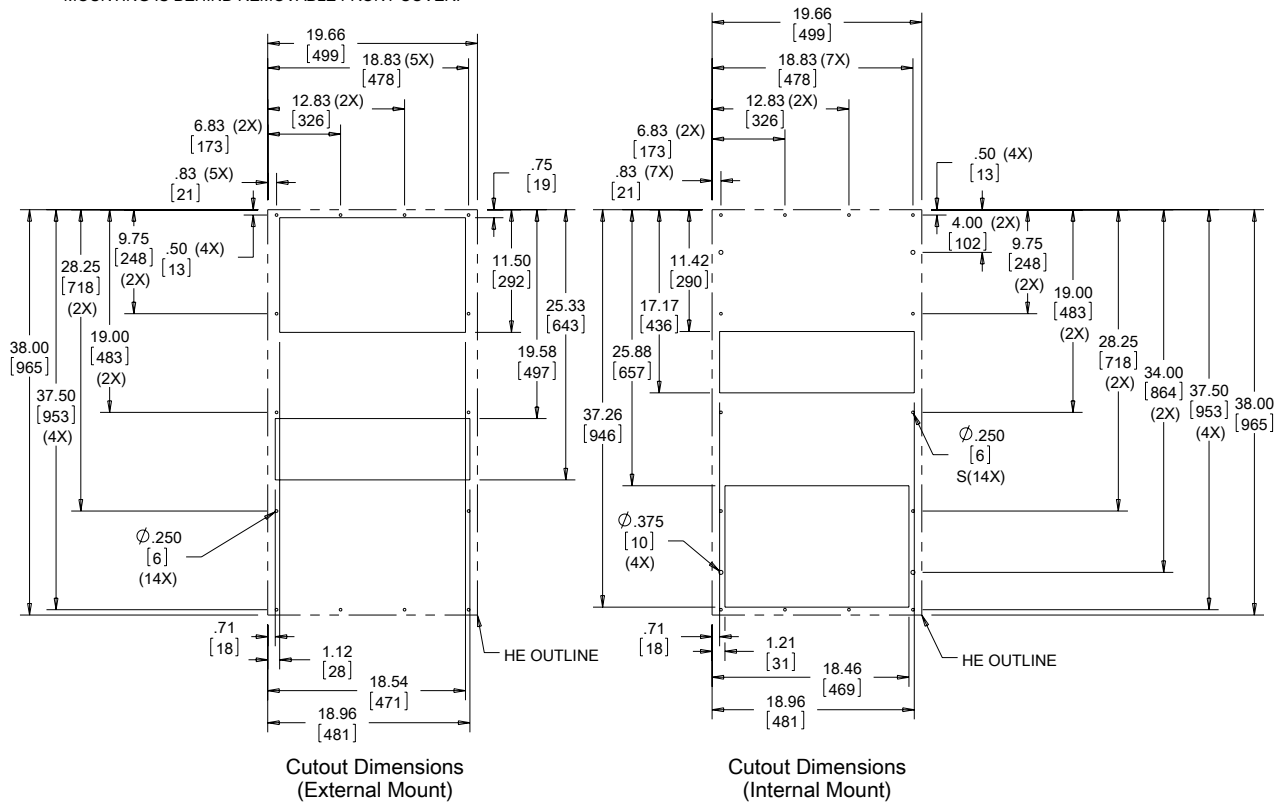 19.66
[499]
18.83 (5X)
[478]
12.83 (2X)
[326]
6.83 (2X)
[173]
.83 (5X)
[21]
.75
[19]
9.75
[248]
(2X)
.50 (4X)
[13]
28.25
[718]
(2X)
19.00
[483]
(2X)
38.00
[965]
37.50
[953]
(4X)
11.50
[292]
25.33
[643]
19.58
[497]
Ø.250
[6]
(14X)
.71
[18]
1.12
[28]
18.54
[471]
18.96
[481]
HE OUTLINE
Cutout Dimensions
(External Mount)
19.66
[499]
18.83 (7X)
[478]
12.83 (2X)
[326]
6.83 (2X)
[173]
.83 (7X)
[21]
.50 (4X)
[13]
4.00 (2X)
[102]
9.75
[248]
(2X)
11.42
[290]
17.17
[436]
19.00
[483]
(2X)
25.88
[657]
28.25
[718]
(2X)
34.00
[864]
(2X)
37.50
[953]
(4X)
38.00
[965]
37.26
[946]
Ø.250
[6]
S(14X)
Ø.375
[10]
(4X)
.71
[18]
1.21
[31]
18.46
[469]
18.96
[481]
HE OUTLINE
Cutout Dimensions
(Internal Mount)